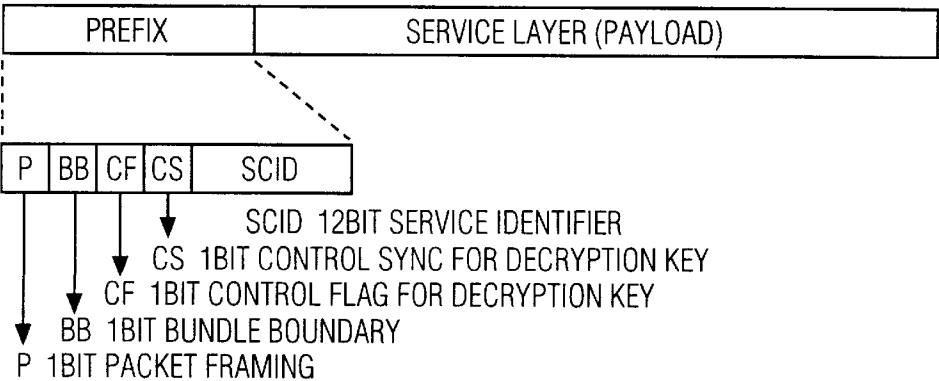 PREFIX SERVICE LAYER (PAYLOAD)
P BB CF CS SCID
SCID 12BIT SERVICE IDENTIFIER
CS 1BIT CONTROL SYNC FOR DECRYPTION KEY
CF 1BIT CONTROL FLAG FOR DECRYPTION KEY
BB 1BIT BUNDLE BOUNDARY
P 1BIT PACKET FRAMING